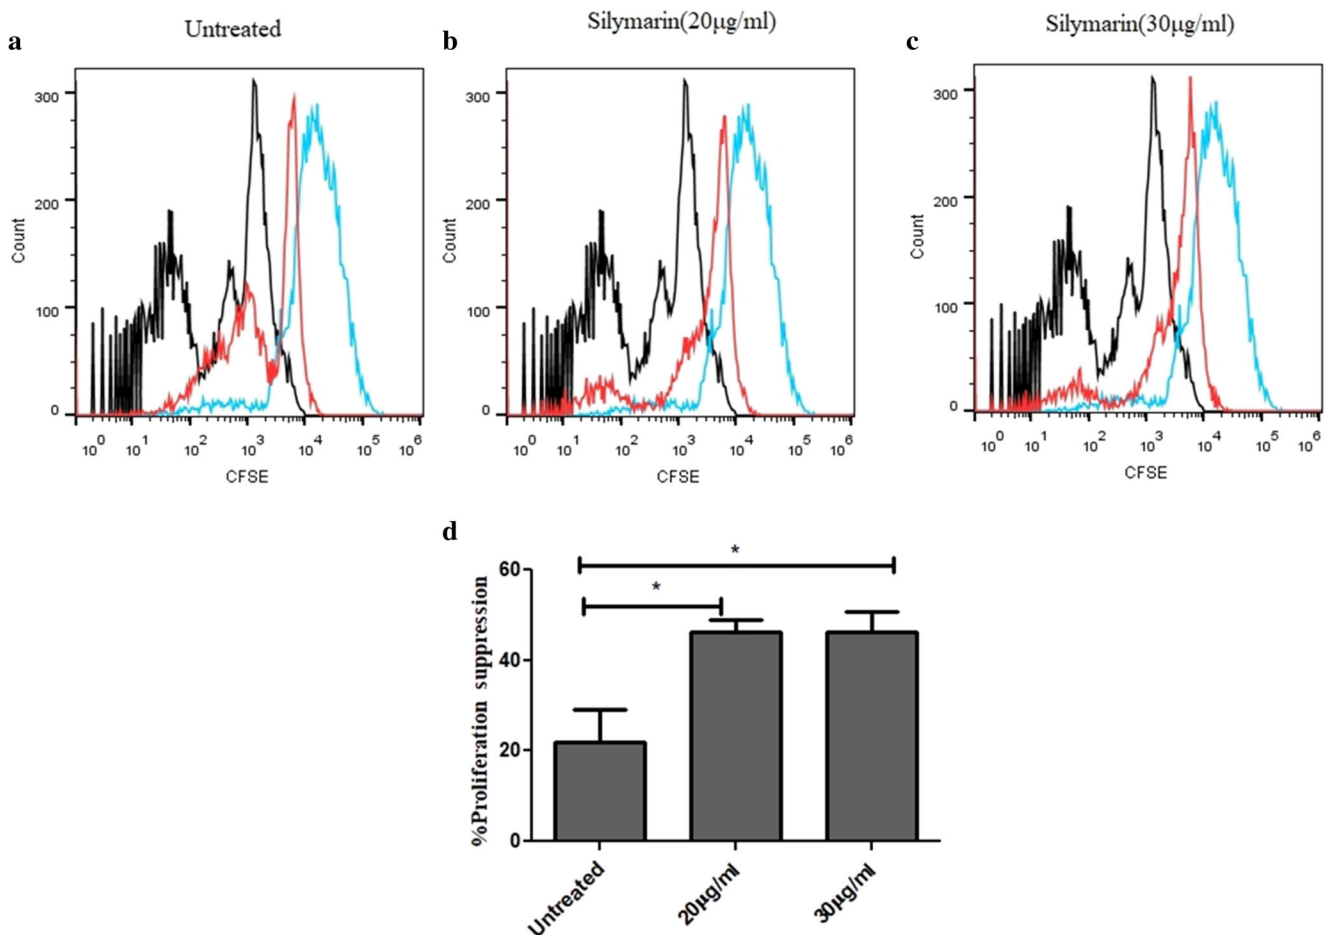 a
Untreated
b
Silymarin(20μg/ml)
c
Silymarin(30μg/ml)
300
200
100
0
Count
10^0 10^1 10^2 10^3 10^4 10^5 10^6
CFSE
300
200
100
0
Count
10^0 10^1 10^2 10^3 10^4 10^5 10^6
CFSE
300
200
100
0
Count
10^0 10^1 10^2 10^3 10^4 10^5 10^6
CFSE
d
%Proliferation suppression
60
40
20
0
*
*
Untreated
20μg/ml
30μg/ml